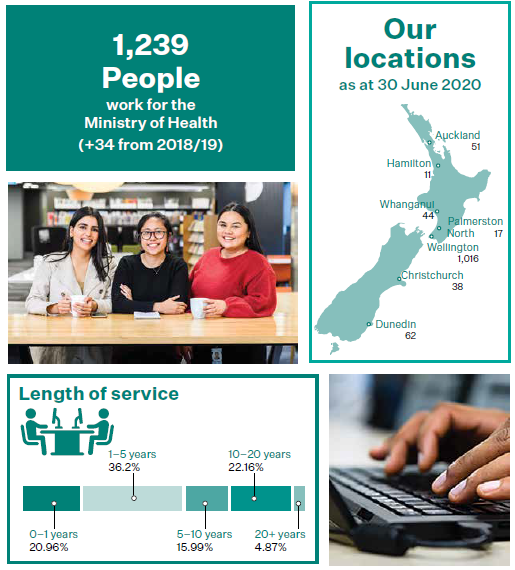 1,239
People
work for the
Ministry of Health
(+34 from 2018/19)
Our
locations
as at 30 June 2020
Auckland
51
Hamilton
11
Whanganui
44
Palmerston
North
17
Wellington
1,016
Christchurch
38
Dunedin
62
Length of service
1–5 years
36.2%
10–20 years
22.16%
0–1 years
20.96%
5–10 years
15.99%
20+ years
4.87%